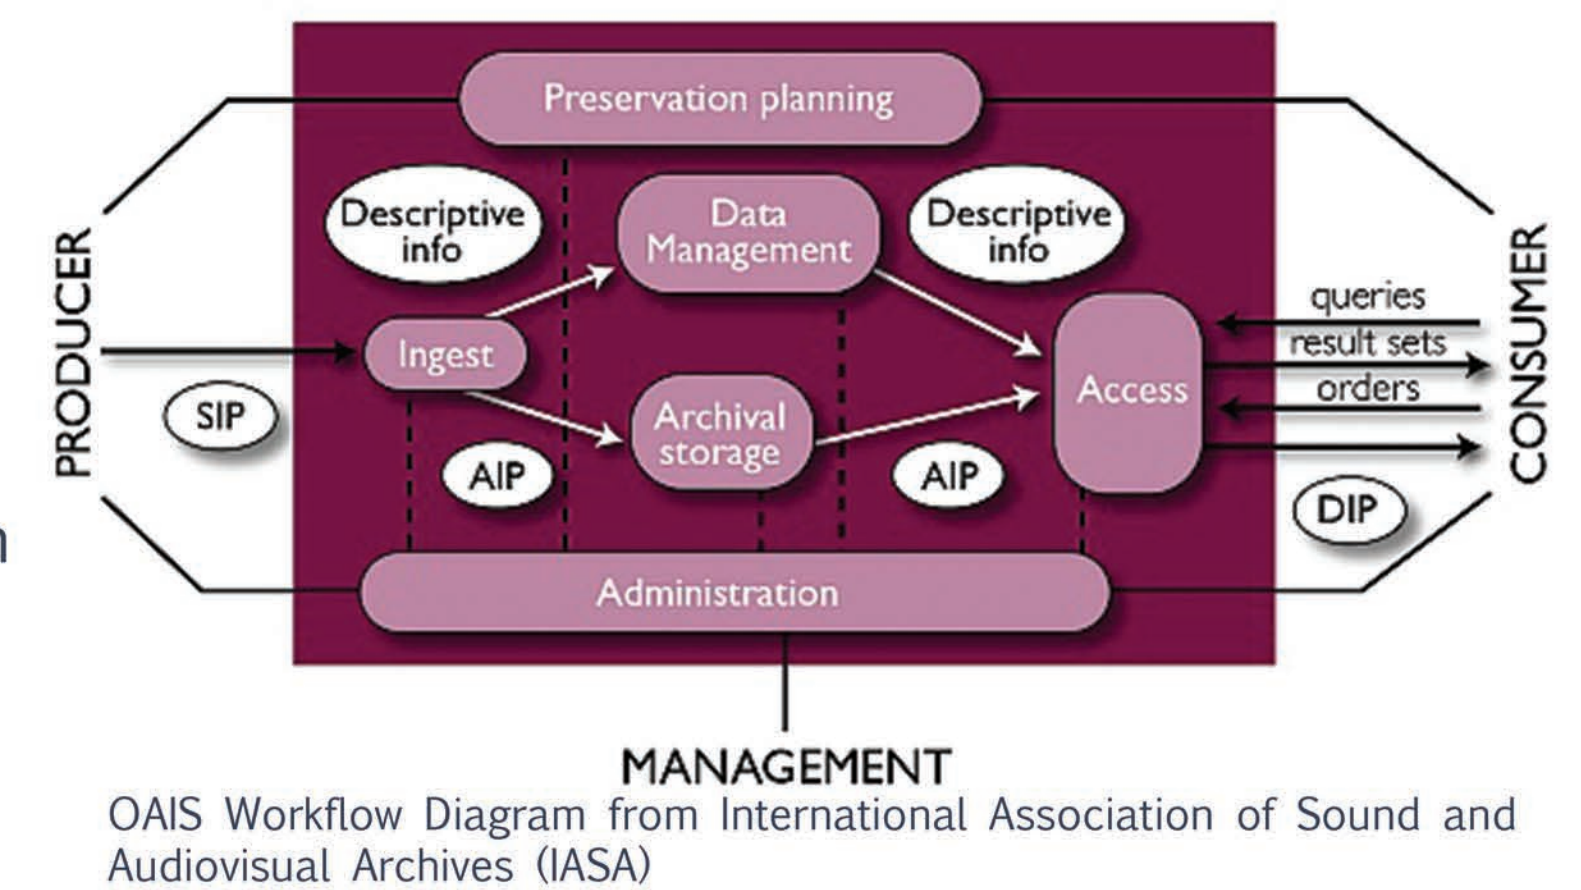 Preservation planning
Descriptive
info
Data
Management
Descriptive
info
PRODUCER
Ingest
SIP
AIP
Archival
storage
AIP
Access
queries
result sets
orders
CONSUMER
DIP
Administration
MANAGEMENT
OAIS Workflow Diagram from International Association of Sound and
Audiovisual Archives (IASA)